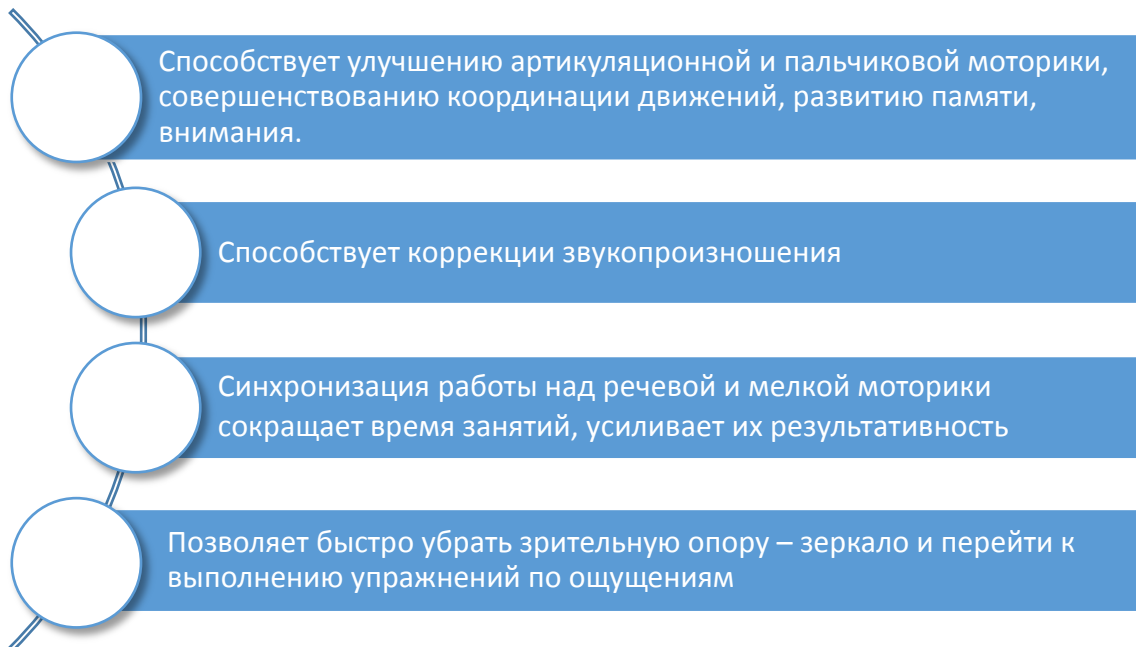 Способствует улучшению артикуляционной и пальчиковой моторики,
совершенствованию координации движений, развитию памяти,
внимания.
Способствует коррекции звукопроизношения
Синхронизация работы над речевой и мелкой моторики
сокращает время занятий, усиливает их результативность
Позволяет быстро убрать зрительную опору – зеркало и перейти к
выполнению упражнений по ощущениям